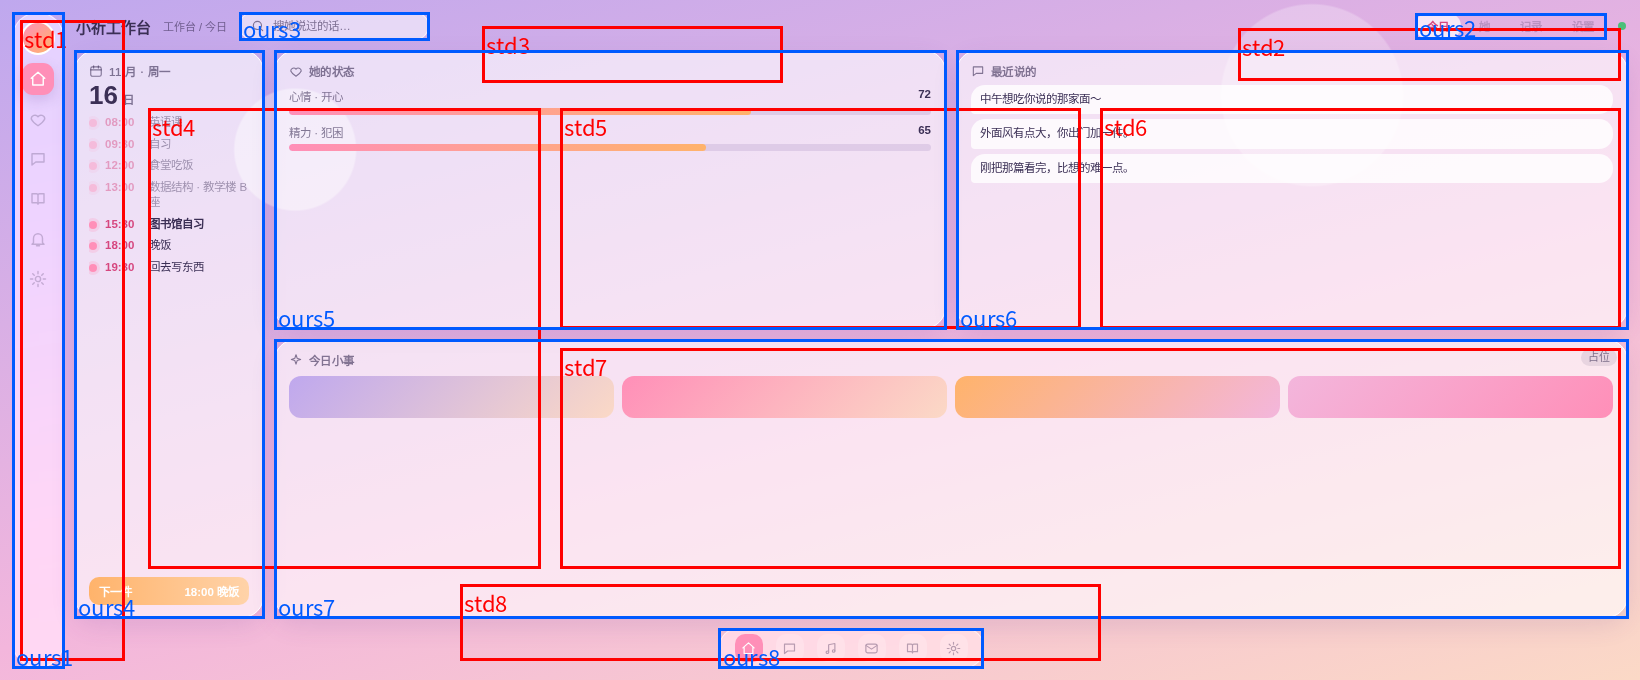 小祈工作台 工作台 / 今日 搜她说过的话… 今日 她 记录 设置
std1 ours3 std3 std2 ours2
11月 · 周一
16 日
08:00 英语课
09:30 自习
12:00 食堂吃饭
13:00 数据结构 · 教学楼 B
座
15:30 图书馆自习
18:00 晚饭
19:30 回去写东西
下一件 18:00 晚饭
std4
ours4
她的状态
心情 · 开心 72
精力 · 犯困 65
std5
ours5
最近说的
中午想吃你说的那家面～
外面风有点大，你出门加一件。
刚把那篇看完，比想的难一点。
std6
ours6
今日小事 占位
std7
ours7
std8
ours1
ours8